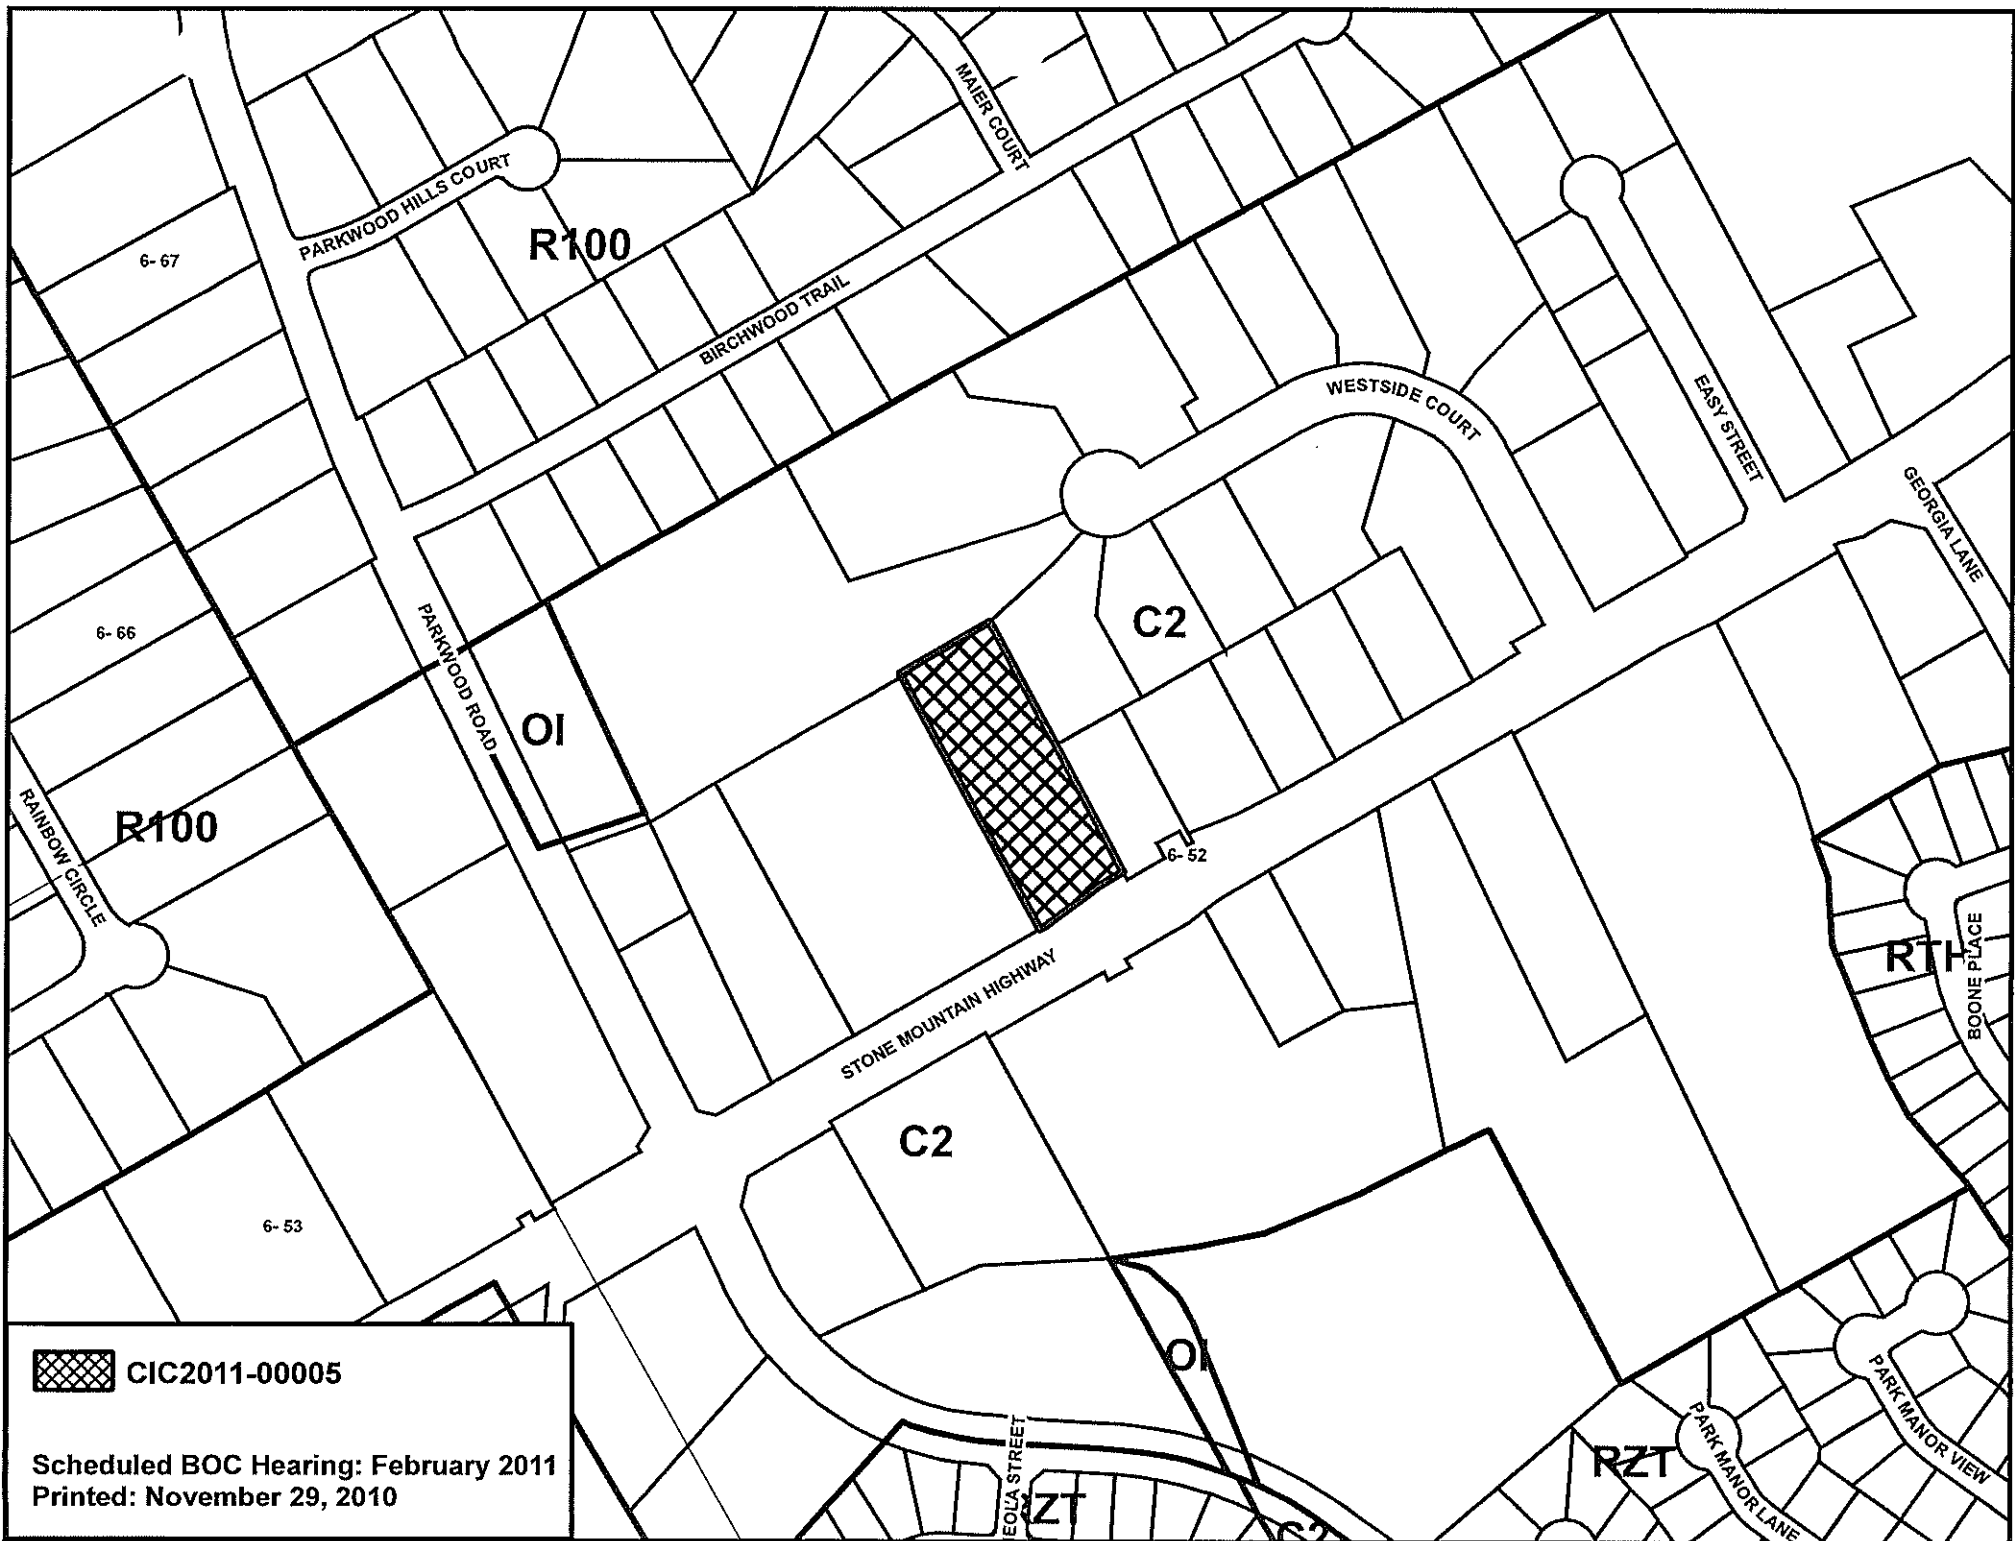 MAIER COURT
PARKWOOD HILLS COURT
R100
6- 67
BIRCHWOOD TRAIL
WESTSIDE COURT
EASY STREET
GEORGIA LANE
C2
6- 66
PARKWOOD ROAD
OI
RAINBOW CIRCLE
R100
6- 52
RTH
BOONE PLACE
STONE MOUNTAIN HIGHWAY
C2
6- 53
OI
PARK MANOR VIEW
PARK MANOR LANE
RZT
EOLA STREET
C2
CIC2011-00005
Scheduled BOC Hearing: February 2011
Printed: November 29, 2010